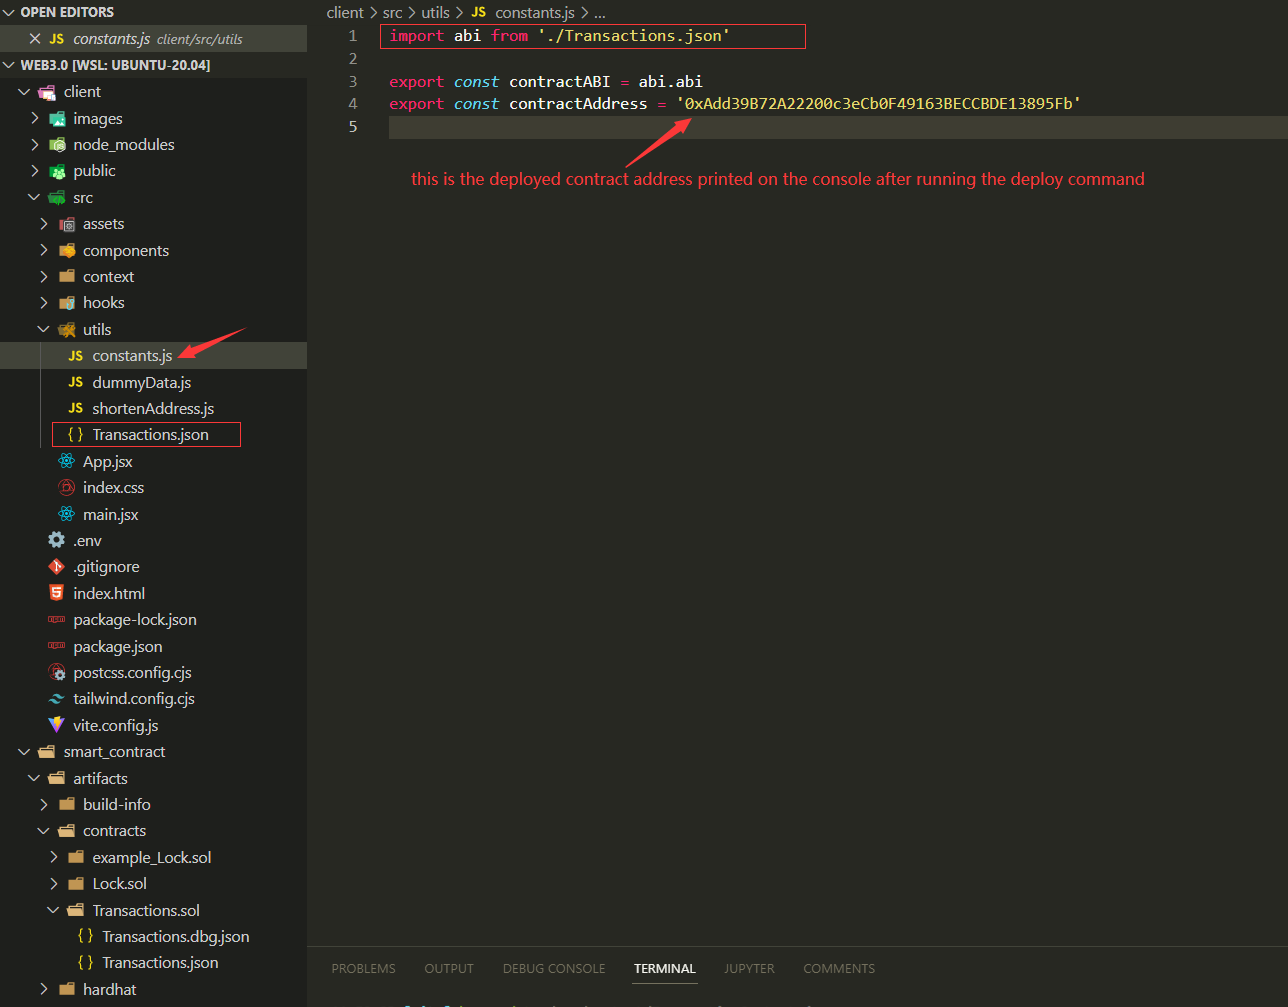 OPEN EDITORS
JS constants.js client/src/utils
WEB3.0 [WSL: UBUNTU-20.04]
client
images
node_modules
public
src
assets
components
context
hooks
utils
JS constants.js
JS dummyData.js
JS shortenAddress.js
{} Transactions.json
App.jsx
index.css
main.jsx
.env
.gitignore
index.html
package-lock.json
package.json
postcss.config.cjs
tailwind.config.cjs
vite.config.js
smart_contract
artifacts
build-info
contracts
example_Lock.sol
Lock.sol
Transactions.sol
{} Transactions.dbg.json
{} Transactions.json
hardhat
client > src > utils > JS constants.js > ...
1 import abi from './Transactions.json'
2
3 export const contractABI = abi.abi
4 export const contractAddress = '0xAdd39B72A22200c3eCb0F49163BECCBDE13895Fb'
5
this is the deployed contract address printed on the console after running the deploy command
PROBLEMS OUTPUT DEBUG CONSOLE TERMINAL JUPYTER COMMENTS